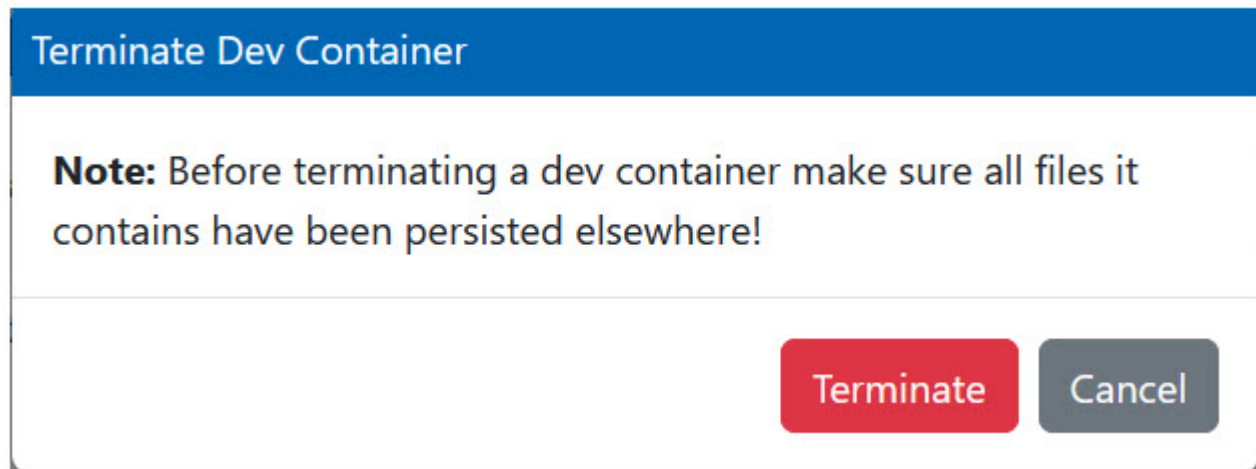 Terminate Dev Container
Note: Before terminating a dev container make sure all files it
contains have been persisted elsewhere!
Terminate Cancel